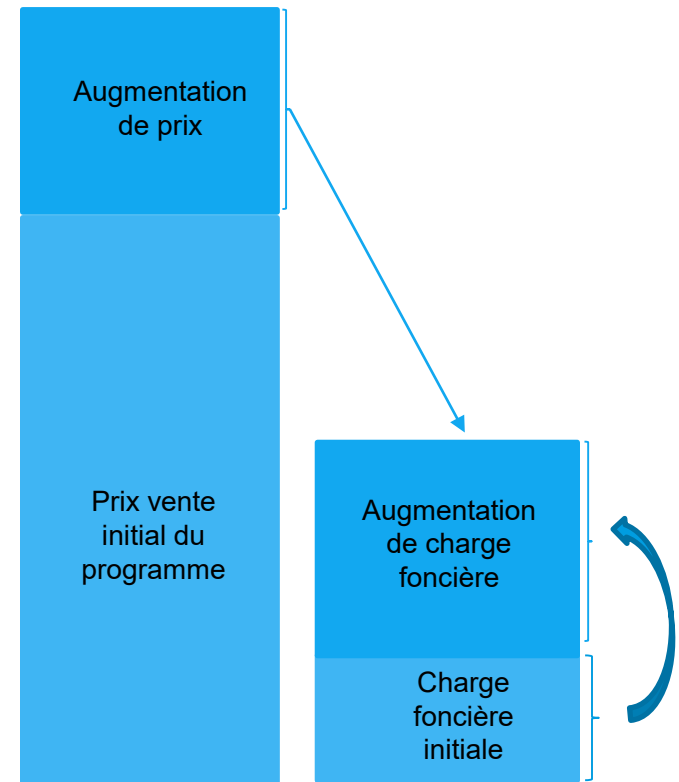 Augmentation
de prix
Prix vente
initial du
programme
Augmentation
de charge
foncière
Charge
foncière
initiale